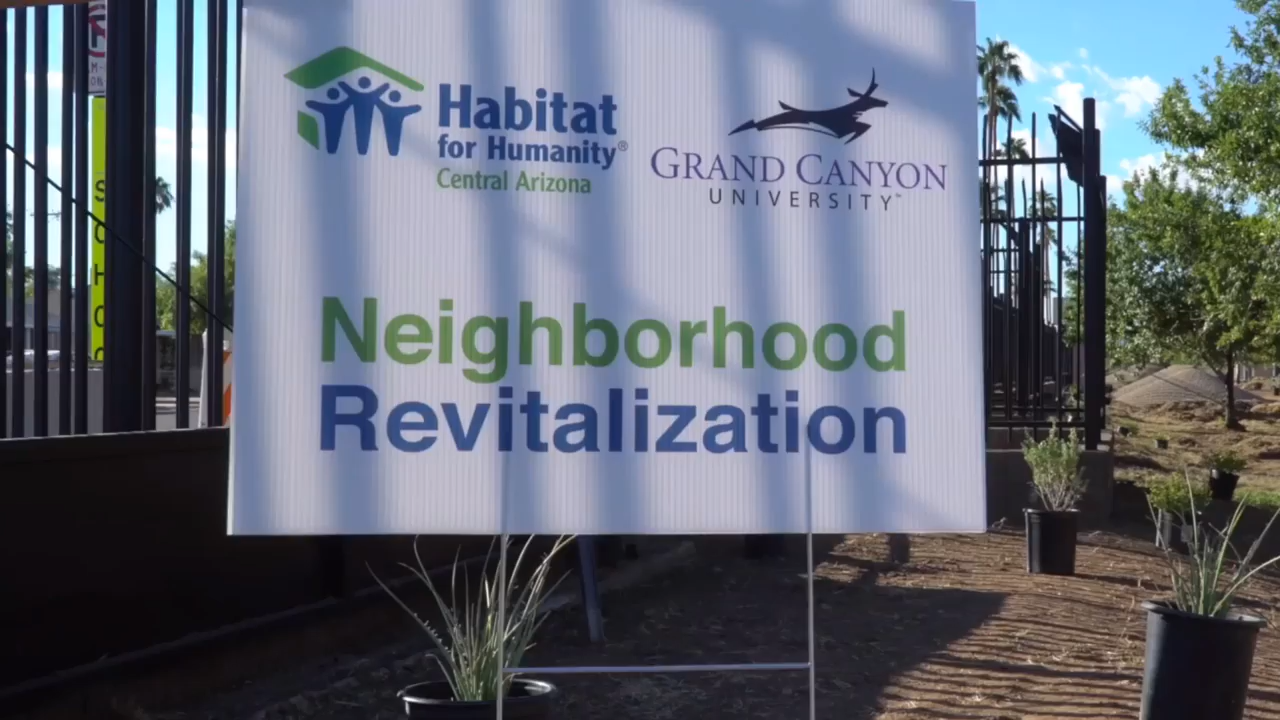 Habitat
for Humanity®
Central Arizona
GRAND CANYON
UNIVERSITY™
Neighborhood
Revitalization